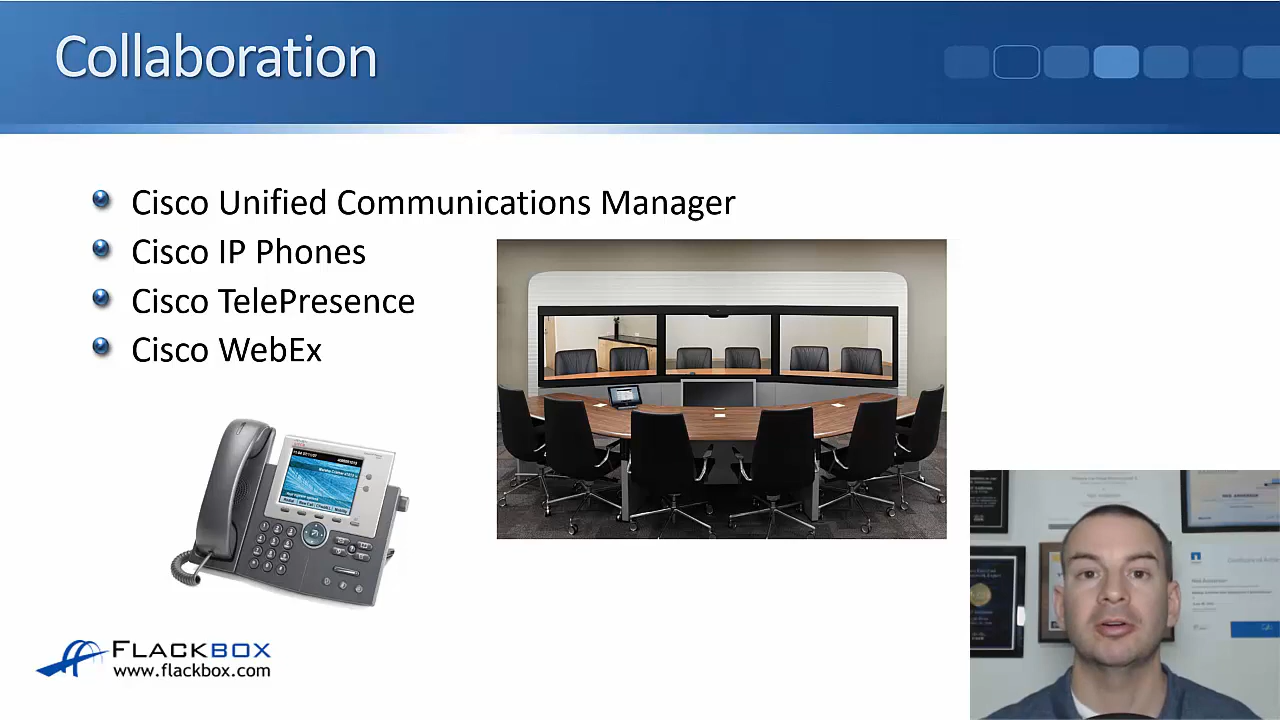 Collaboration
Cisco Unified Communications Manager
Cisco IP Phones
Cisco TelePresence
Cisco WebEx
FLACKBOX
www.flackbox.com